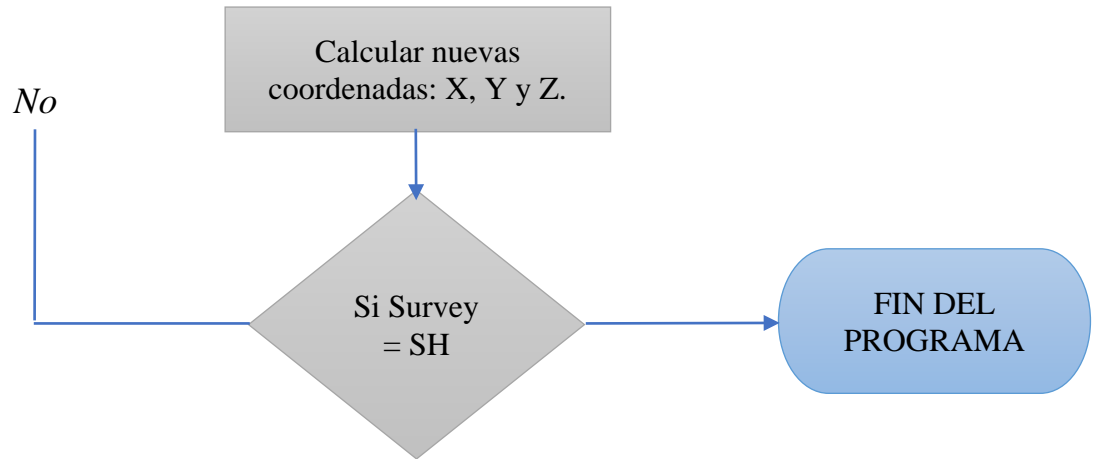 Calcular nuevas
coordenadas: X, Y y Z.
No
Si Survey
= SH
FIN DEL
PROGRAMA